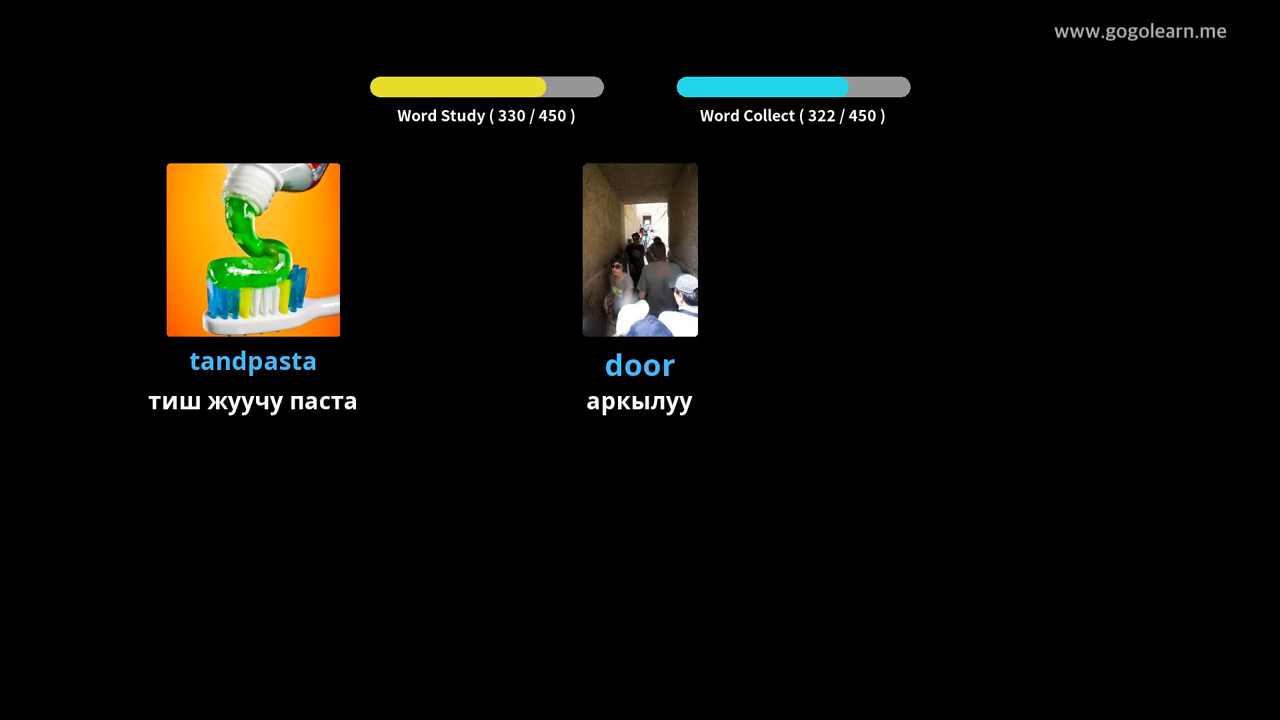 www.gogolearn.me
Word Study ( 330 / 450 )
Word Collect ( 322 / 450 )
tandpasta
door
тиш жуучу паста
аркылуу